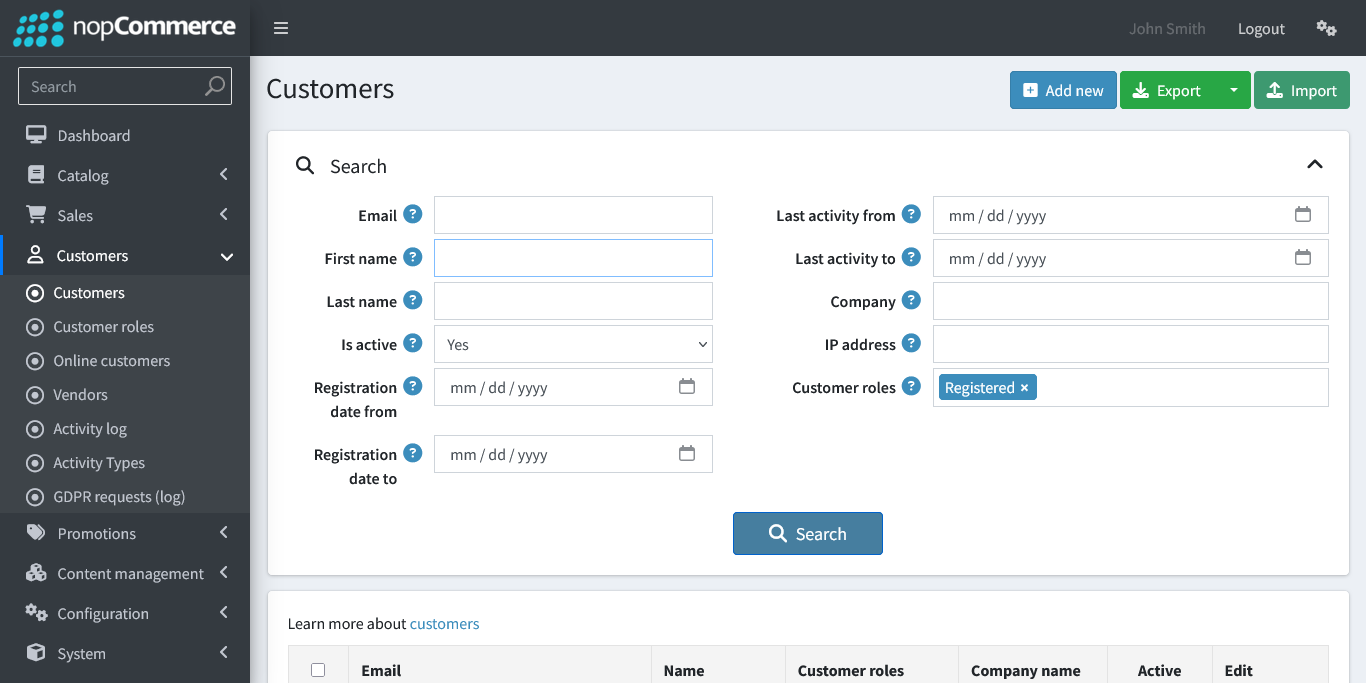 nopCommerce
John Smith
Logout
Search
Dashboard
Catalog
Sales
Customers
Customers
Customer roles
Online customers
Vendors
Activity log
Activity Types
GDPR requests (log)
Promotions
Content management
Configuration
System
Customers
Add new
Export
Import
Search
Email ?
First name ?
Last name ?
Is active ? Yes
Registration ? mm / dd / yyyy
date from
Registration ? mm / dd / yyyy
date to
Last activity from ? mm / dd / yyyy
Last activity to ? mm / dd / yyyy
Company ?
IP address ?
Customer roles ? Registered ×
Search
Learn more about customers
Email Name Customer roles Company name Active Edit